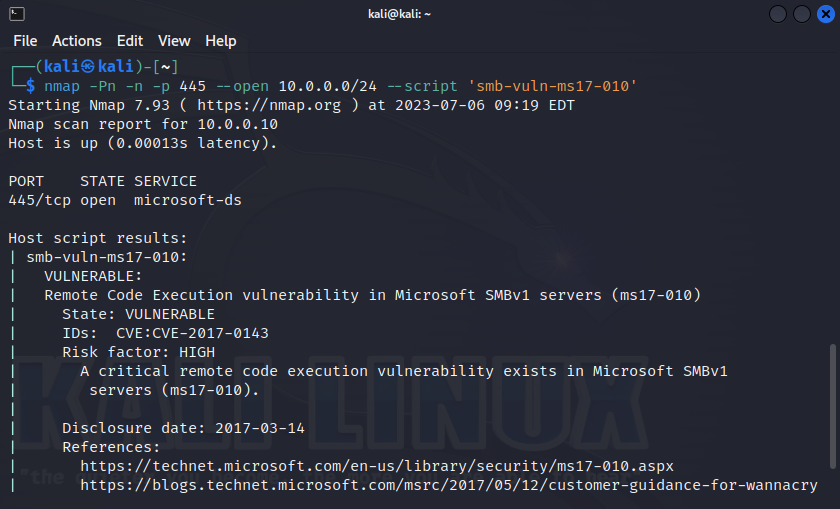 kali@kali: ~
File Actions Edit View Help
┌──(kali㉿kali)-[~]
└─$ nmap -Pn -n -p 445 --open 10.0.0.0/24 --script 'smb-vuln-ms17-010'
Starting Nmap 7.93 ( https://nmap.org ) at 2023-07-06 09:19 EDT
Nmap scan report for 10.0.0.10
Host is up (0.00013s latency).
PORT    STATE SERVICE
445/tcp open  microsoft-ds
Host script results:
| smb-vuln-ms17-010:
|   VULNERABLE:
|   Remote Code Execution vulnerability in Microsoft SMBv1 servers (ms17-010)
|     State: VULNERABLE
|     IDs:  CVE:CVE-2017-0143
|     Risk factor: HIGH
|       A critical remote code execution vulnerability exists in Microsoft SMBv1
|        servers (ms17-010).
|
|     Disclosure date: 2017-03-14
|     References:
|       https://technet.microsoft.com/en-us/library/security/ms17-010.aspx
|       https://blogs.technet.microsoft.com/msrc/2017/05/12/customer-guidance-for-wannacry
KALI LINUX